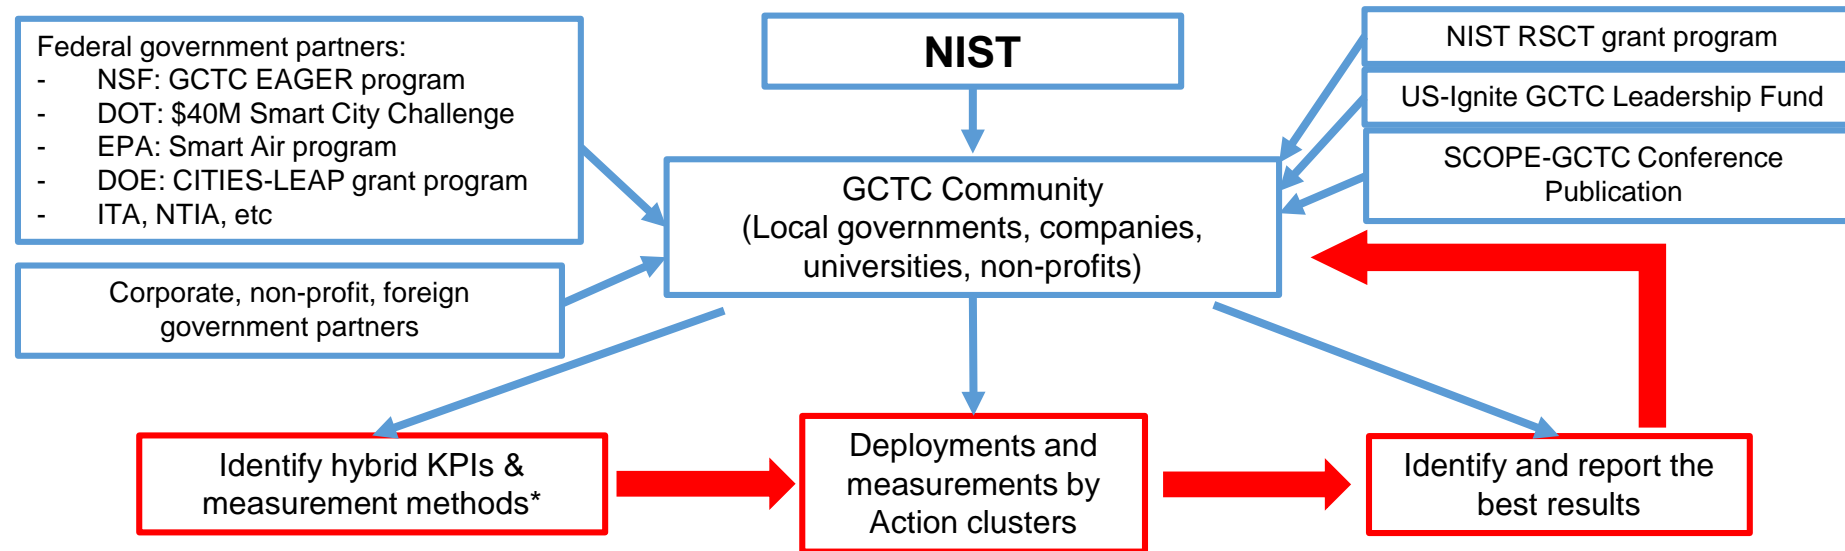 Federal government partners:
- NSF: GCTC EAGER program
- DOT: $40M Smart City Challenge
- EPA: Smart Air program
- DOE: CITIES-LEAP grant program
- ITA, NTIA, etc
Corporate, non-profit, foreign
government partners
NIST
NIST RSCT grant program
US-Ignite GCTC Leadership Fund
SCOPE-GCTC Conference
Publication
GCTC Community
(Local governments, companies,
universities, non-profits)
Identify hybrid KPIs &
measurement methods*
Deployments and
measurements by
Action clusters
Identify and report the
best results